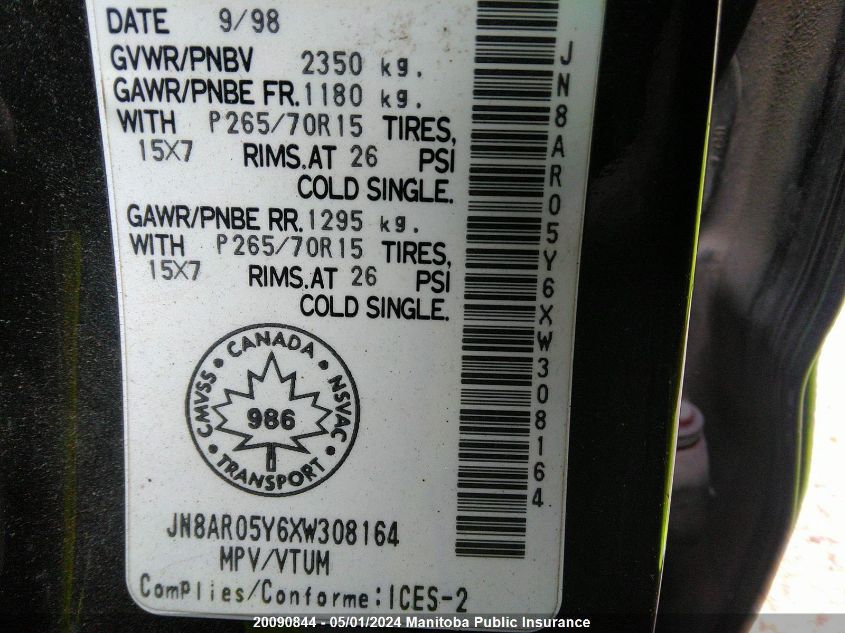 DATE 9/98
GVWR/PNBV 2350 kg.
GAWR/PNBE FR. 1180 kg.
WITH P265/70R15 TIRES,
15X7 RIMS.AT 26 PSI
COLD SINGLE.
GAWR/PNBE RR. 1295 kg.
WITH P265/70R15 TIRES,
15X7 RIMS.AT 26 PSI
COLD SINGLE.
CANADA
CMVSS
986
NSVAC
TRANSPORT
JN8AR05Y6XW308164
MPV/VTUM
Complies/Conforme:ICES-2
JN8AR05Y6XW308164
20090844 - 05/01/2024 Manitoba Public Insurance